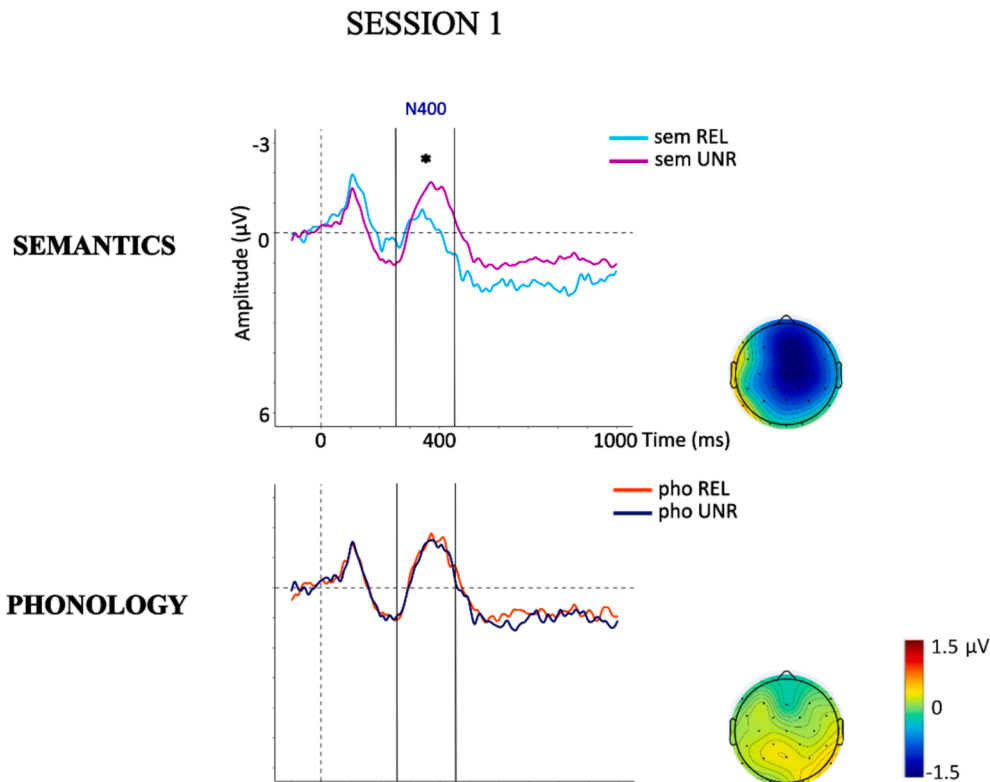 SESSION 1
N400
*
sem REL
sem UNR
-3
0
6
Amplitude (µV)
SEMANTICS
0 400 1000 Time (ms)
pho REL
pho UNR
PHONOLOGY
1.5 µV
0
-1.5